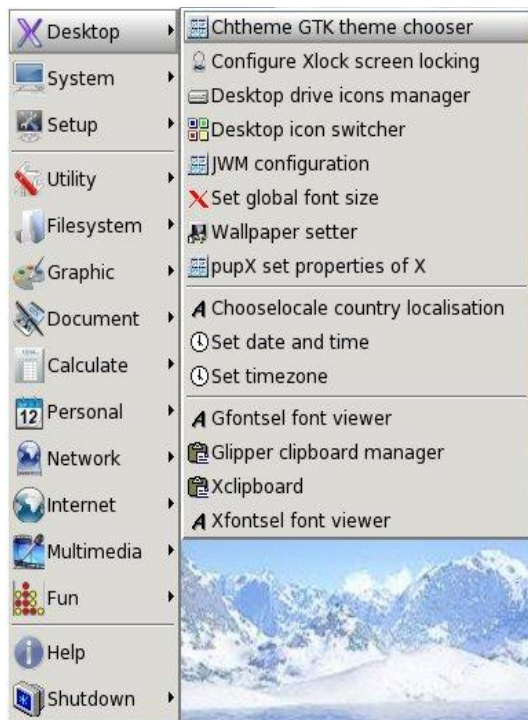 Desktop
System
Setup
Utility
Filesystem
Graphic
Document
Calculate
12 Personal
Network
Internet
Multimedia
Fun
Help
Shutdown
Chtheme GTK theme chooser
Configure Xlock screen locking
Desktop drive icons manager
Desktop icon switcher
JWM configuration
Set global font size
Wallpaper setter
pupX set properties of X
Chooselocale country localisation
Set date and time
Set timezone
Gfontsel font viewer
Glipper clipboard manager
Xclipboard
Xfontsel font viewer